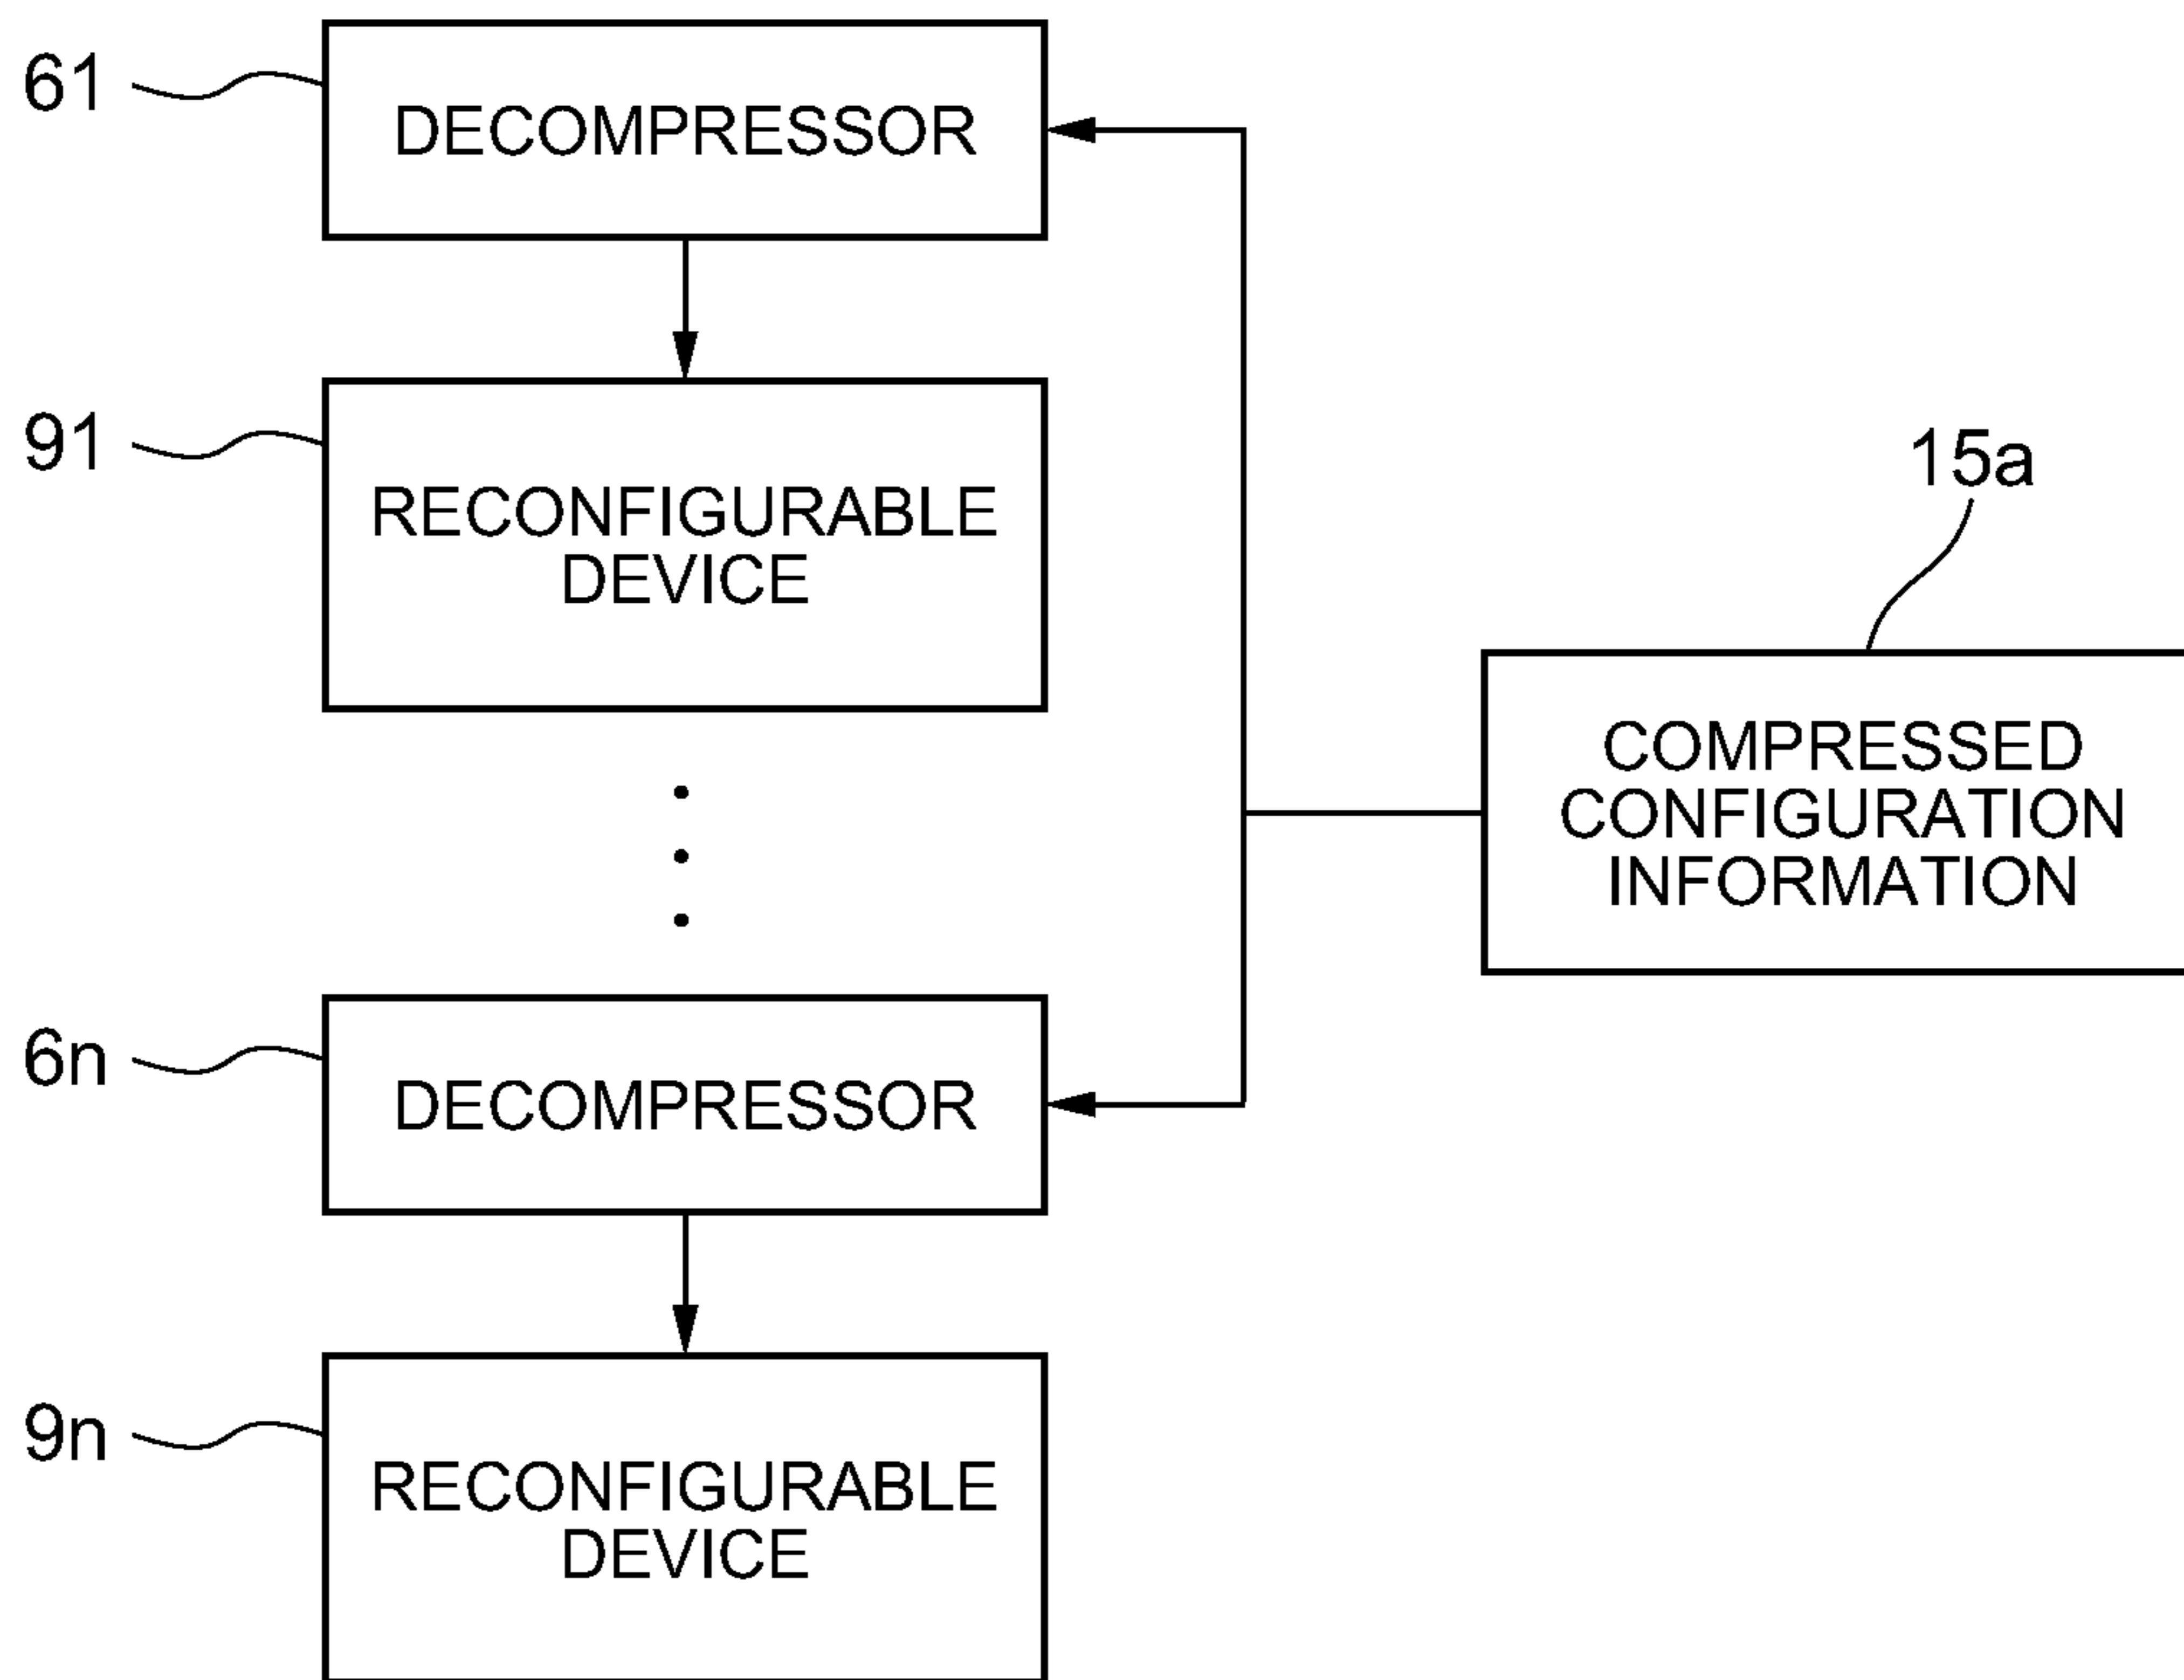 61
DECOMPRESSOR
91
RECONFIGURABLE
DEVICE
15a
COMPRESSED
CONFIGURATION
INFORMATION
6n
DECOMPRESSOR
9n
RECONFIGURABLE
DEVICE